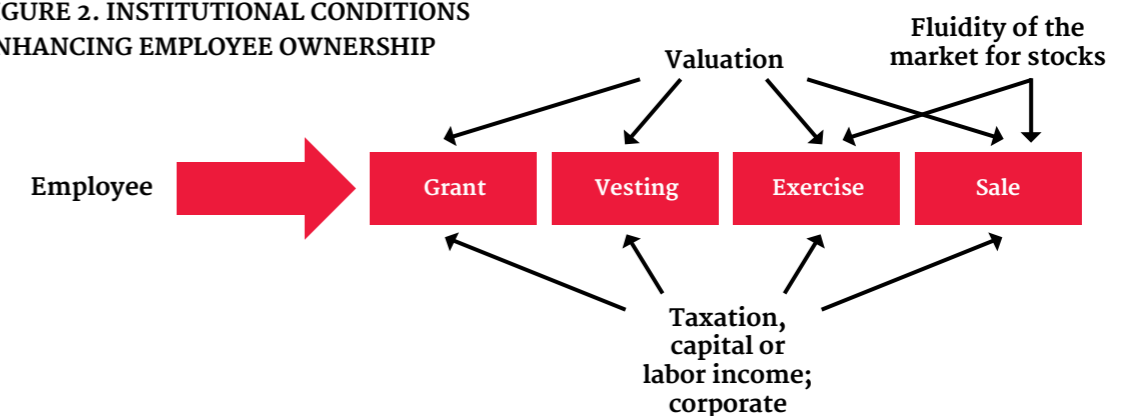 IGURE 2. INSTITUTIONAL CONDITIONS
NHANCING EMPLOYEE OWNERSHIP
Fluidity of the
market for stocks
Valuation
Employee
Grant
Vesting
Exercise
Sale
Taxation,
capital or
labor income;
corporate